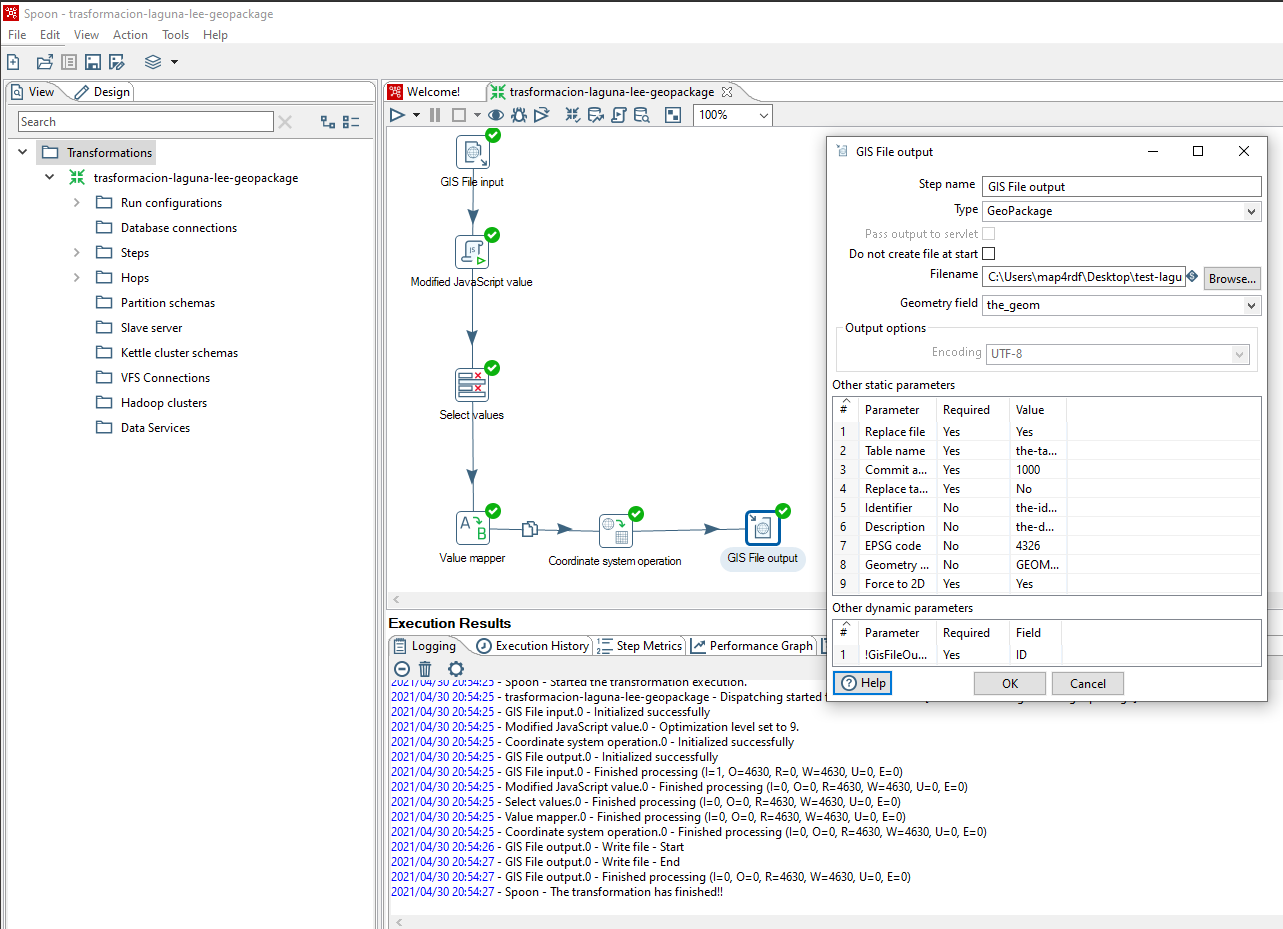 Spoon - trasformacion-laguna-lee-geopackage
File Edit View Action Tools Help
View Design
Search
Transformations
trasformacion-laguna-lee-geopackage
Run configurations
Database connections
Steps
Hops
Partition schemas
Slave server
Kettle cluster schemas
VFS Connections
Hadoop clusters
Data Services
Welcome! trasformacion-laguna-lee-geopackage
100%
GIS File input
Modified JavaScript value
Select values
Value mapper
Coordinate system operation
GIS File output
GIS File output
Step name GIS File output
Type GeoPackage
Pass output to servlet
Do not create file at start
Filename C:\Users\map4rdf\Desktop\test-lagu Browse...
Geometry field the_geom
Output options
Encoding UTF-8
Other static parameters
# Parameter Required Value
1 Replace file Yes Yes
2 Table name Yes the-ta...
3 Commit a... Yes 1000
4 Replace ta... Yes No
5 Identifier No the-id...
6 Description No the-d...
7 EPSG code No 4326
8 Geometry ... No GEOM...
9 Force to 2D Yes Yes
Other dynamic parameters
# Parameter Required Field
1 !GisFileOu... Yes ID
Help OK Cancel
Execution Results
Logging Execution History Step Metrics Performance Graph
2021/04/30 20:54:25 - Spoon - Started the transformation execution.
2021/04/30 20:54:25 - trasformacion-laguna-lee-geopackage - Dispatching started
2021/04/30 20:54:25 - GIS File input.0 - Initialized successfully
2021/04/30 20:54:25 - Modified JavaScript value.0 - Optimization level set to 9.
2021/04/30 20:54:25 - Coordinate system operation.0 - Initialized successfully
2021/04/30 20:54:25 - GIS File output.0 - Initialized successfully
2021/04/30 20:54:25 - GIS File input.0 - Finished processing (I=1, O=4630, R=0, W=4630, U=0, E=0)
2021/04/30 20:54:25 - Modified JavaScript value.0 - Finished processing (I=0, O=0, R=4630, W=4630, U=0, E=0)
2021/04/30 20:54:25 - Select values.0 - Finished processing (I=0, O=0, R=4630, W=4630, U=0, E=0)
2021/04/30 20:54:25 - Value mapper.0 - Finished processing (I=0, O=0, R=4630, W=4630, U=0, E=0)
2021/04/30 20:54:25 - Coordinate system operation.0 - Finished processing (I=0, O=0, R=4630, W=4630, U=0, E=0)
2021/04/30 20:54:26 - GIS File output.0 - Write file - Start
2021/04/30 20:54:27 - GIS File output.0 - Write file - End
2021/04/30 20:54:27 - GIS File output.0 - Finished processing (I=0, O=0, R=4630, W=4630, U=0, E=0)
2021/04/30 20:54:27 - Spoon - The transformation has finished!!